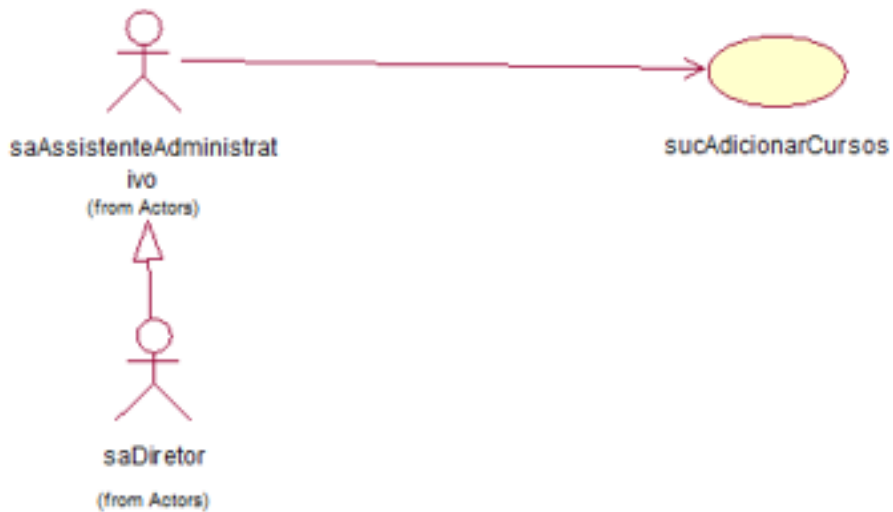 saAssistenteAdministrat
ivo
(from Actors)
sucAdicionarCursos
saDiretor
(from Actors)